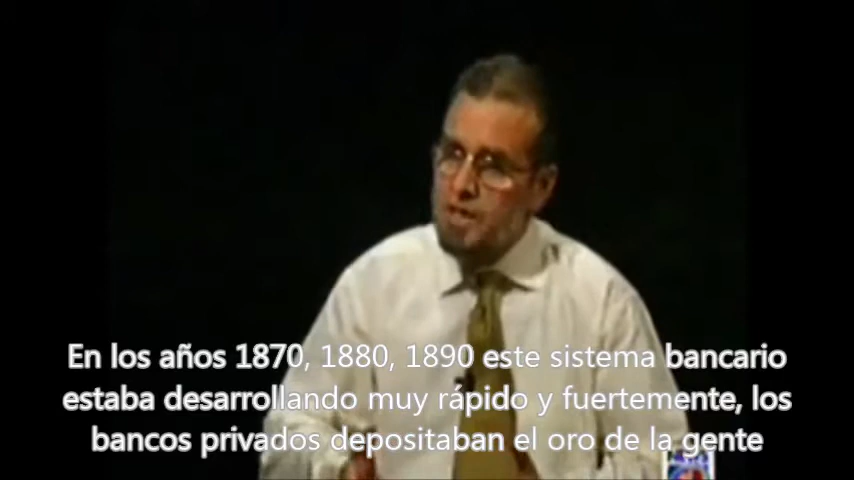 En los años 1870, 1880, 1890 este sistema bancario
estaba desarrollando muy rápido y fuertemente, los
bancos privados depositaban el oro de la gente